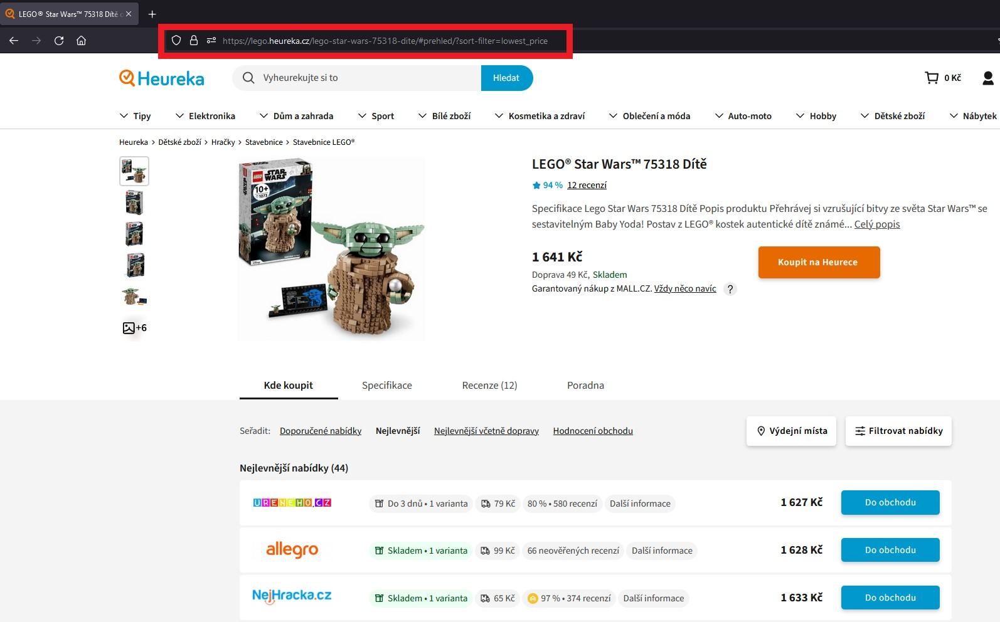 LEGO® Star Wars™ 75318 Dítě
https://lego.heureka.cz/lego-star-wars-75318-dite/#prehled/?sort-filter=lowest_price
Heureka
Vyheurekujte si to
Hledat
0 Kč
Tipy
Elektronika
Dům a zahrada
Sport
Bílé zboží
Kosmetika a zdraví
Oblečení a móda
Auto-moto
Hobby
Dětské zboží
Nábytek
Heureka > Dětské zboží > Hračky > Stavebnice > Stavebnice LEGO®
LEGO STAR WARS
10+
1073
+6
LEGO® Star Wars™ 75318 Dítě
94 % 12 recenzí
Specifikace Lego Star Wars 75318 Dítě Popis produktu Přehrávej si vzrušující bitvy ze světa Star Wars™ se
sestavitelným Baby Yoda! Postav z LEGO® kostek autentické dítě známé... Celý popis
1 641 Kč
Doprava 49 Kč, Skladem
Garantovaný nákup z MALL.CZ. Vždy něco navíc ?
Koupit na Heurece
Kde koupit
Specifikace
Recenze (12)
Poradna
Seřadit: Doporučené nabídky Nejlevnější Nejlevnější včetně dopravy Hodnocení obchodu
Výdejní místa
Filtrovat nabídky
Nejlevnější nabídky (44)
URENEHO.CZ Do 3 dnů • 1 varianta 79 Kč 80 % • 580 recenzí Další informace 1 627 Kč Do obchodu
allegro Skladem • 1 varianta 99 Kč 66 neověřených recenzí Další informace 1 628 Kč Do obchodu
NejHracka.cz Skladem • 1 varianta 65 Kč 97 % • 374 recenzí Další informace 1 633 Kč Do obchodu